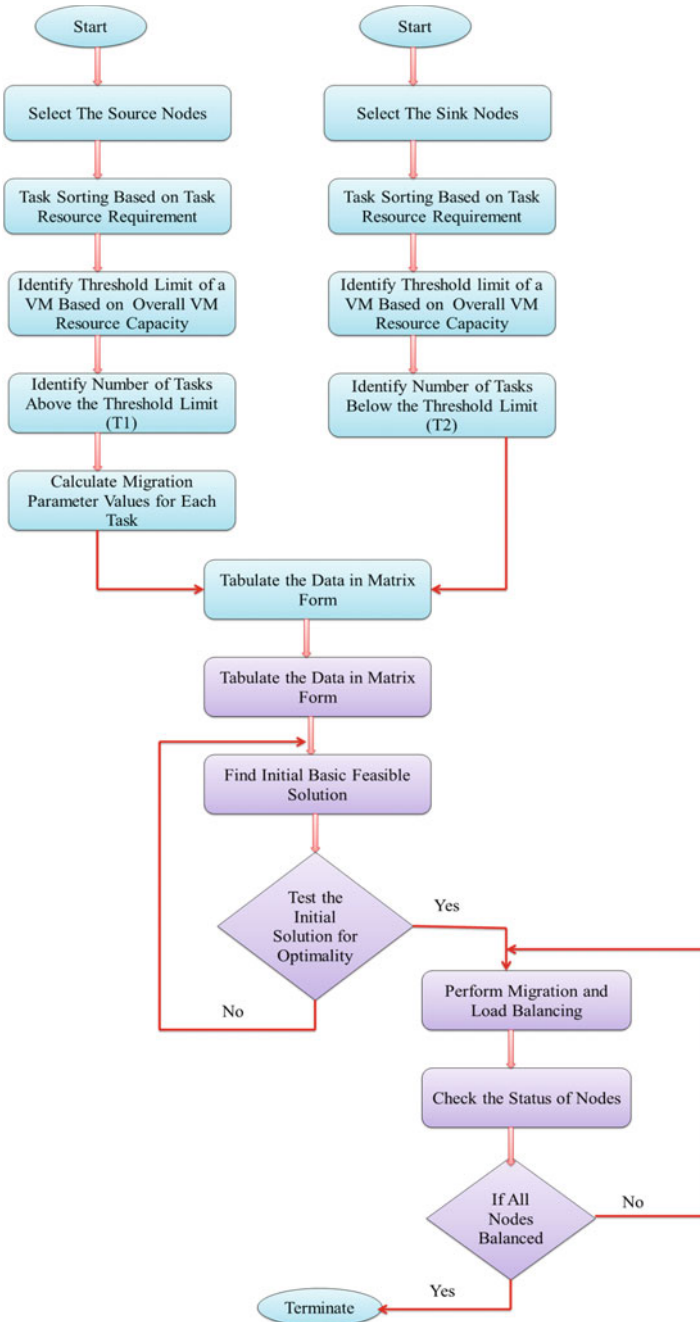 Start
Select The Source Nodes
Task Sorting Based on Task
Resource Requirement
Identify Threshold Limit of a
VM Based on Overall VM
Resource Capacity
Identify Number of Tasks
Above the Threshold Limit
(T1)
Calculate Migration
Parameter Values for Each
Task
Start
Select The Sink Nodes
Task Sorting Based on Task
Resource Requirement
Identify Threshold limit of a
VM Based on Overall VM
Resource Capacity
Identify Number of Tasks
Below the Threshold Limit
(T2)
Tabulate the Data in Matrix
Form
Tabulate the Data in Matrix
Form
Find Initial Basic Feasible
Solution
Test the
Initial
Solution for
Optimality
Yes
No
Perform Migration and
Load Balancing
Check the Status of Nodes
If All
Nodes
Balanced
No
Yes
Terminate